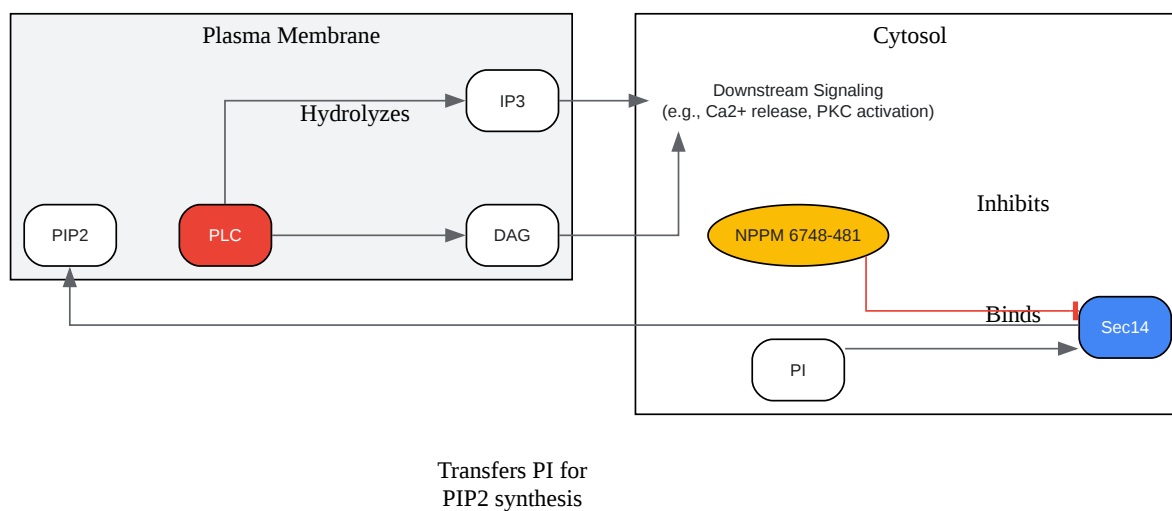 Plasma Membrane
Cytosol
IP3
Hydrolyzes
Downstream Signaling
(e.g., Ca2+ release, PKC activation)
PIP2
PLC
DAG
NPPM 6748-481
Inhibits
Binds
Sec14
PI
Transfers PI for
PIP2 synthesis